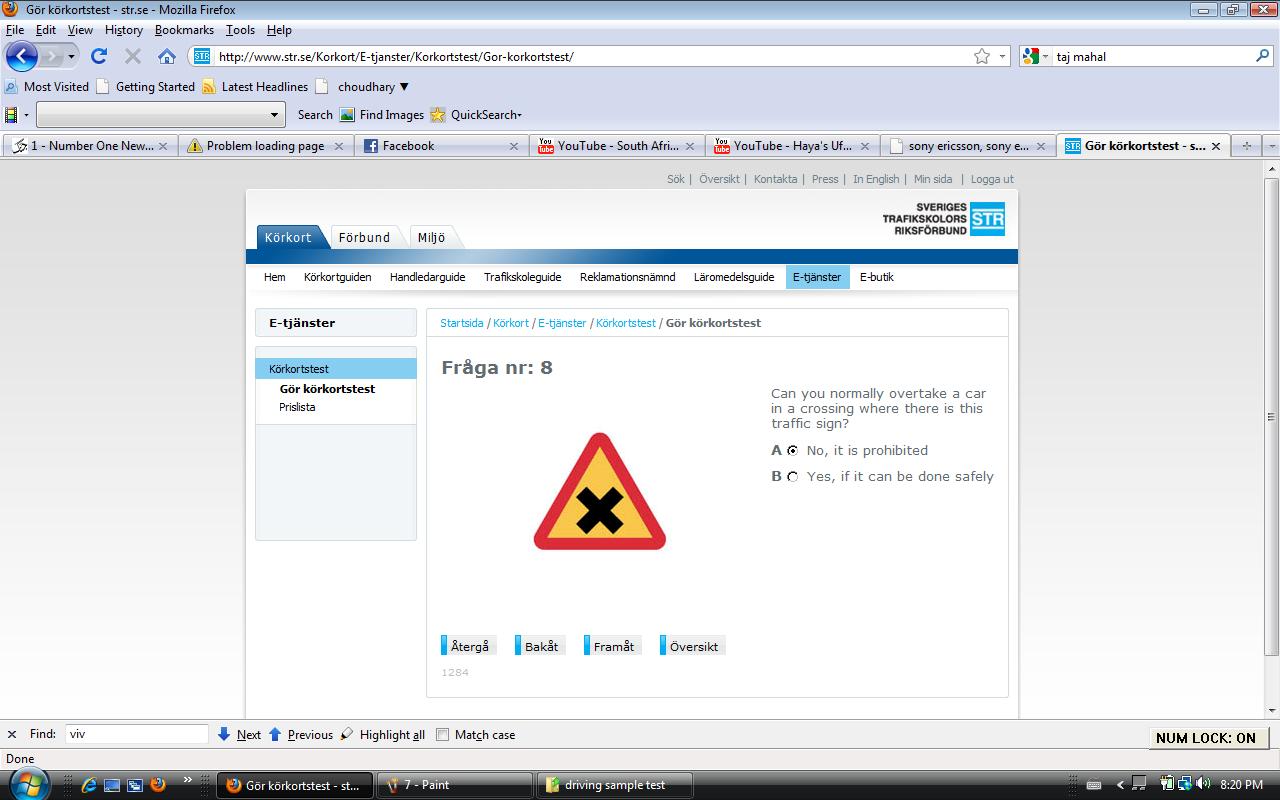 Gör körkortstest - str.se - Mozilla Firefox
File Edit View History Bookmarks Tools Help
STR http://www.str.se/Korkort/E-tjanster/Korkortstest/Gor-korkortstest/ taj mahal
Most Visited Getting Started Latest Headlines choudhary ▼
Search Find Images QuickSearch
1 - Number One New... Problem loading page Facebook YouTube - South Afri... YouTube - Haya's Uf... sony ericsson, sony e... Gör körkortstest - s...
Sök | Översikt | Kontakta | Press | In English | Min sida | Logga ut
SVERIGES
TRAFIKSKOLORS
RIKSFÖRBUND
STR
Körkort Förbund Miljö
Hem Körkortguiden Handledarguide Trafikskoleguide Reklamationsnämnd Läromedelsguide E-tjänster E-butik
E-tjänster
Körkortstest
Gör körkortstest
Prislista
Startsida / Körkort / E-tjänster / Körkortstest / Gör körkortstest
Fråga nr: 8
Can you normally overtake a car
in a crossing where there is this
traffic sign?
A No, it is prohibited
B Yes, if it can be done safely
Återgå Bakåt Framåt Översikt
1284
Find: viv Next Previous Highlight all Match case
NUM LOCK: ON
Done
Gör körkortstest - st... 7 - Paint driving sample test 8:20 PM